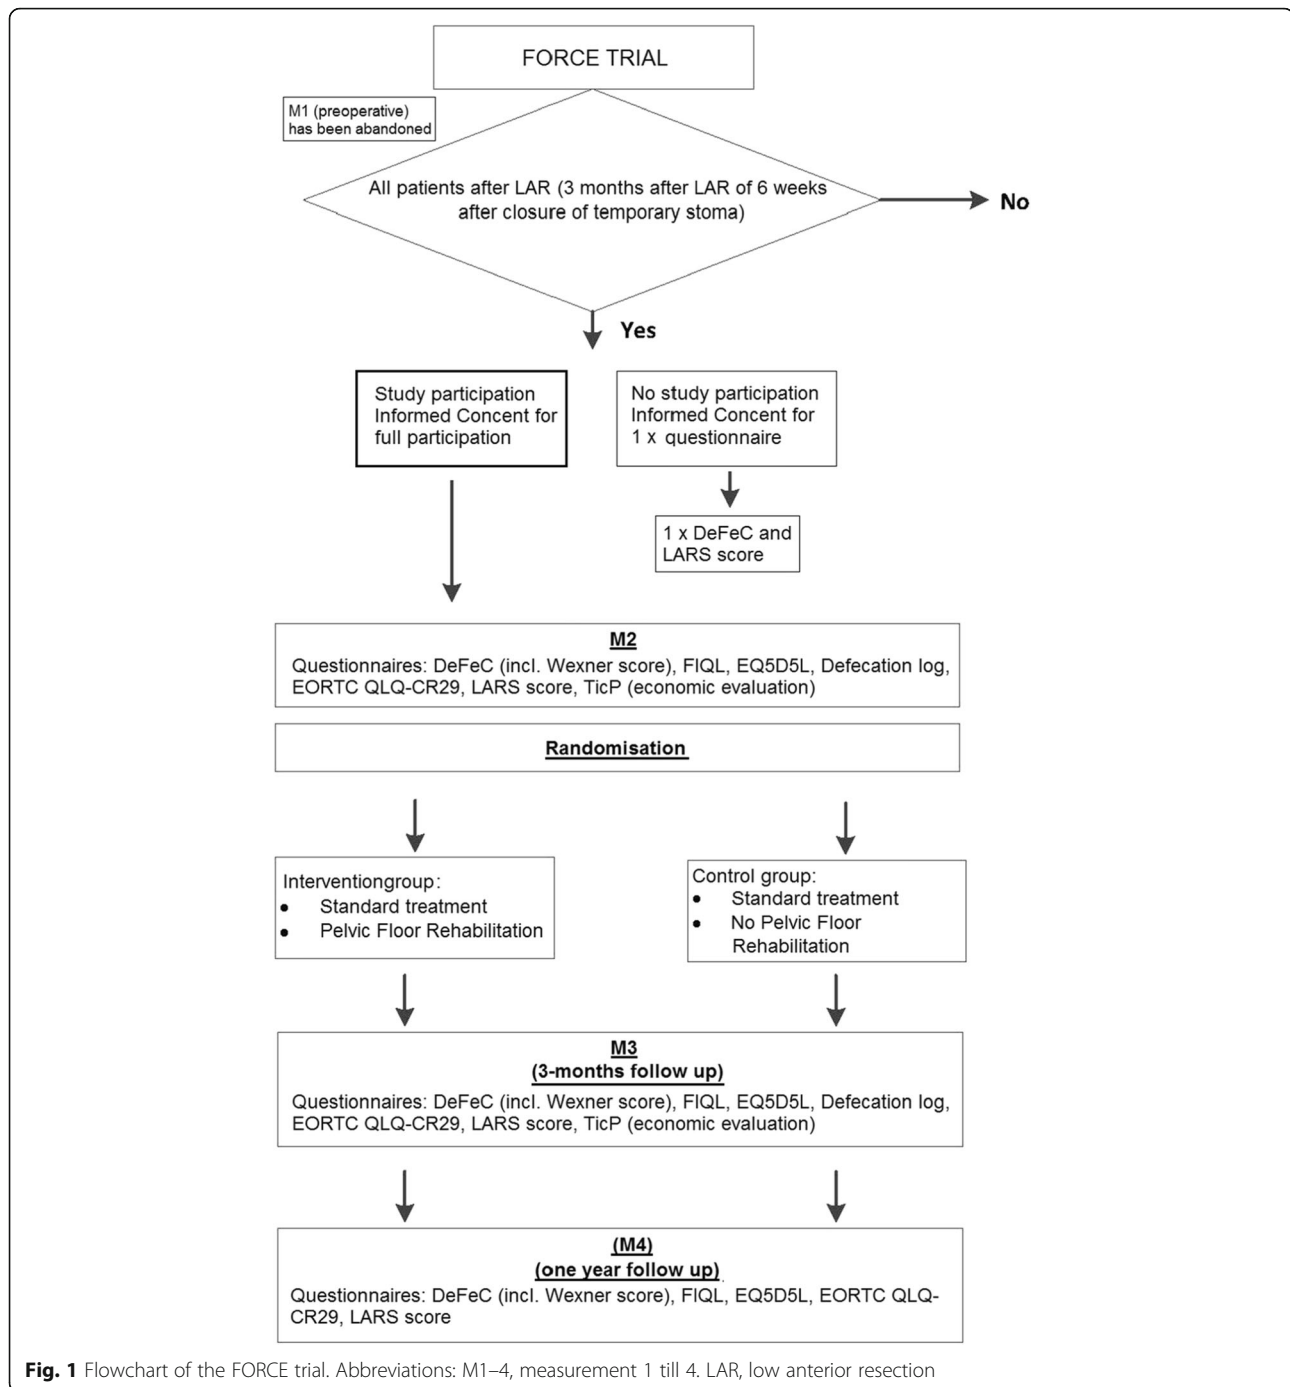 FORCE TRIAL
M1 (preoperative)
has been abandoned
All patients after LAR (3 months after LAR of 6 weeks
after closure of temporary stoma)
No
Yes
Study participation
Informed Concent for
full participation
No study participation
Informed Concent for
1 x questionnaire
1 x DeFeC and
LARS score
M2
Questionnaires: DeFeC (incl. Wexner score), FIQL, EQ5D5L, Defecation log,
EORTC QLQ-CR29, LARS score, TicP (economic evaluation)
Randomisation
Interventiongroup:
• Standard treatment
• Pelvic Floor Rehabilitation
Control group:
• Standard treatment
• No Pelvic Floor
Rehabilitation
M3
(3-months follow up)
Questionnaires: DeFeC (incl. Wexner score), FIQL, EQ5D5L, Defecation log,
EORTC QLQ-CR29, LARS score, TicP (economic evaluation)
(M4)
(one year follow up)
Questionnaires: DeFeC (incl. Wexner score), FIQL, EQ5D5L, EORTC QLQ-
CR29, LARS score
Fig. 1 Flowchart of the FORCE trial. Abbreviations: M1–4, measurement 1 till 4. LAR, low anterior resection